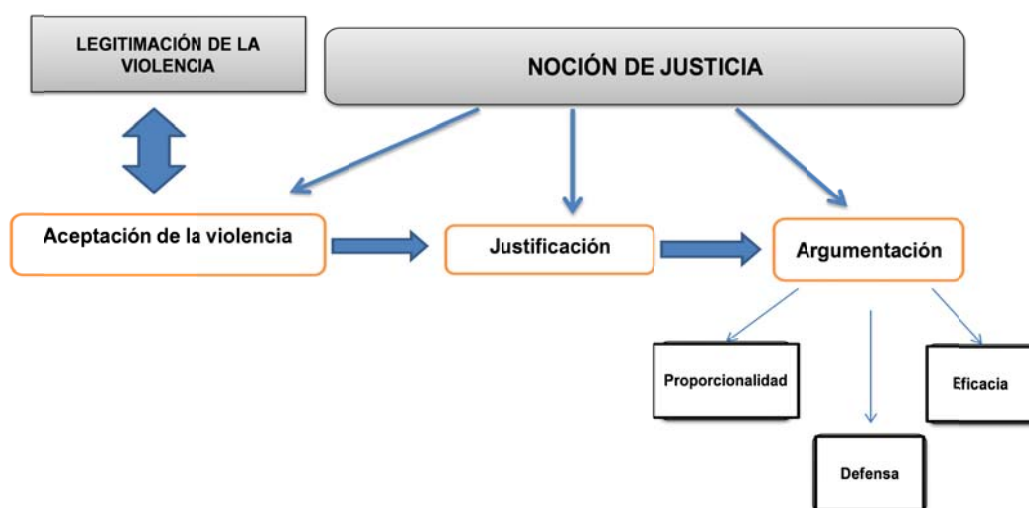 LEGITIMACIÓN DE LA
VIOLENCIA
NOCIÓN DE JUSTICIA
Aceptación de la violencia
Justificación
Argumentación
Proporcionalidad
Eficacia
Defensa